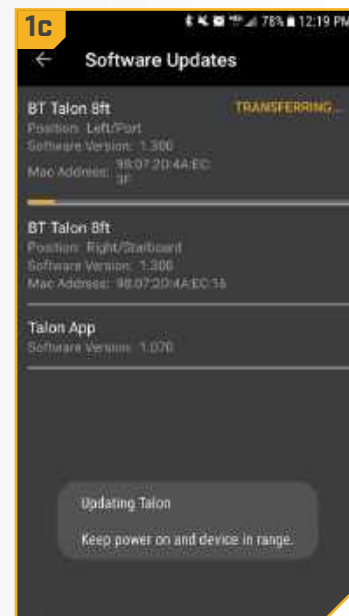 1c
78% 12:19 PM
Software Updates
BT Talon 8ft TRANSFERRING...
Position: Left/Port
Software Version: 1.300
Mac Address: 98:07:2D:4A:EC:
3F
BT Talon 8ft
Position: Right/Starboard
Software Version: 1.300
Mac Address: 98:07:2D:4A:EC:16
Talon App
Software Version: 1.070
Updating Talon
Keep power on and device in range.